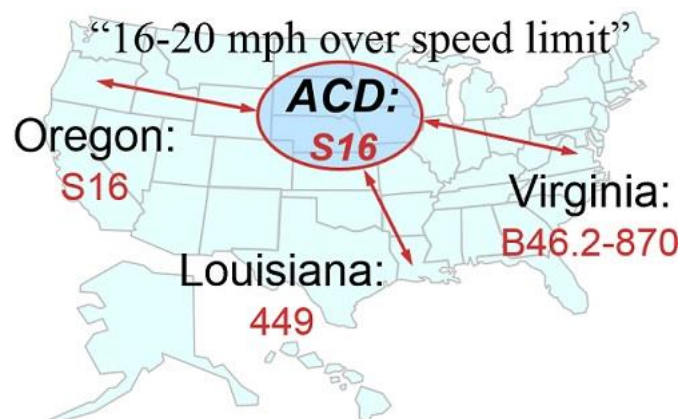 “16-20 mph over speed limit”
ACD:
S16
Oregon:
S16
Virginia:
B46.2-870
Louisiana:
449